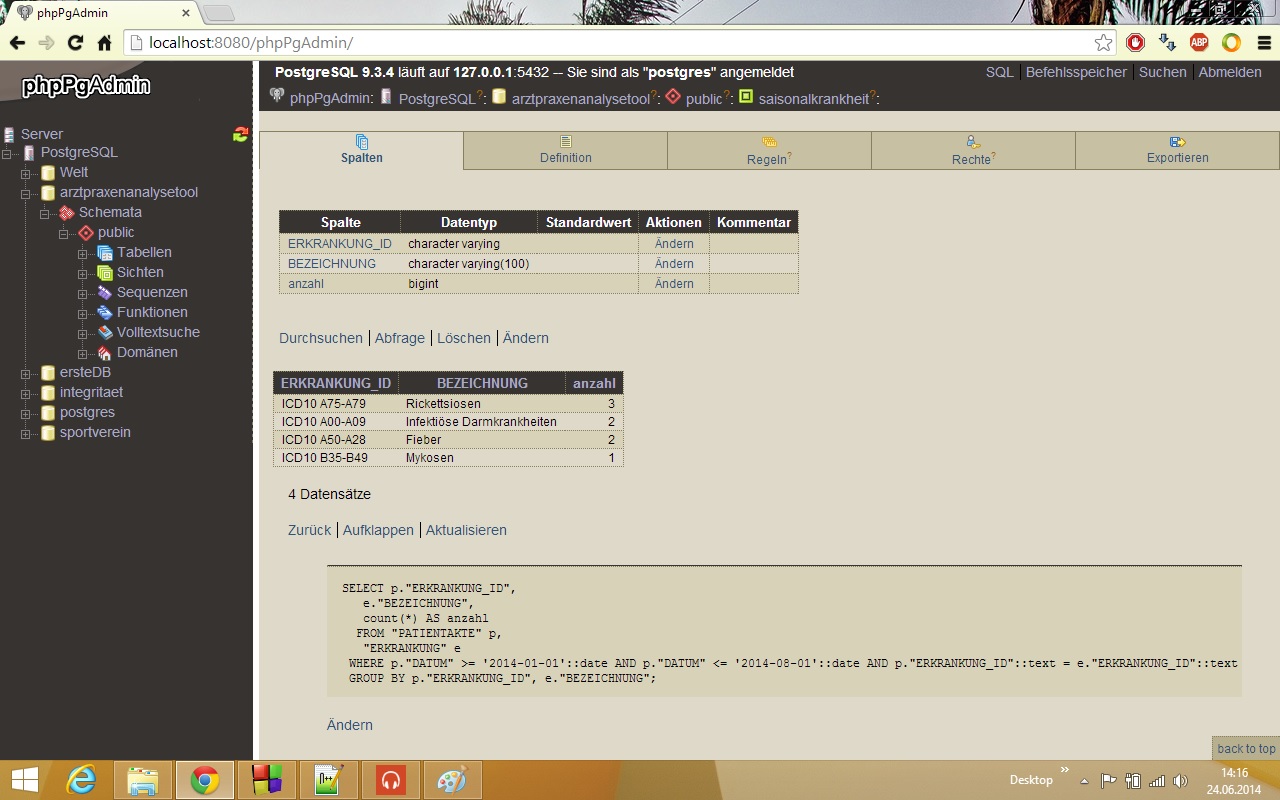 phpPgAdmin
localhost:8080/phpPgAdmin/
ABP
phpPgAdmin
Server
PostgreSQL
Welt
arztpraxenanalysetool
Schemata
public
Tabellen
Sichten
Sequenzen
Funktionen
Volltextsuche
Domänen
ersteDB
integritaet
postgres
sportverein
PostgreSQL 9.3.4 läuft auf 127.0.0.1:5432 -- Sie sind als "postgres" angemeldet
SQL | Befehlsspeicher | Suchen | Abmelden
phpPgAdmin: PostgreSQL?: arztpraxenanalysetool?: public?: saisonalkrankheit?:
Spalten Definition Regeln? Rechte? Exportieren
Spalte Datentyp Standardwert Aktionen Kommentar
ERKRANKUNG_ID character varying Ändern
BEZEICHNUNG character varying(100) Ändern
anzahl bigint Ändern
Durchsuchen | Abfrage | Löschen | Ändern
ERKRANKUNG_ID BEZEICHNUNG anzahl
ICD10 A75-A79 Rickettsiosen 3
ICD10 A00-A09 Infektiöse Darmkrankheiten 2
ICD10 A50-A28 Fieber 2
ICD10 B35-B49 Mykosen 1
4 Datensätze
Zurück | Aufklappen | Aktualisieren
SELECT p."ERKRANKUNG_ID",
e."BEZEICHNUNG",
count(*) AS anzahl
FROM "PATIENTAKTE" p,
"ERKRANKUNG" e
WHERE p."DATUM" >= '2014-01-01'::date AND p."DATUM" <= '2014-08-01'::date AND p."ERKRANKUNG_ID"::text = e."ERKRANKUNG_ID"::text
GROUP BY p."ERKRANKUNG_ID", e."BEZEICHNUNG";
Ändern
back to top
Desktop
14:16
24.06.2014